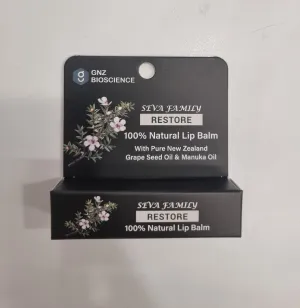 GNZ
BIOSCIENCE
SEVA FAMILY
RESTORE
100% Natural Lip Balm
With Pure New Zealand
Grape Seed Oil & Manuka Oil
SEVA FAMILY
RESTORE
100% Natural Lip Balm